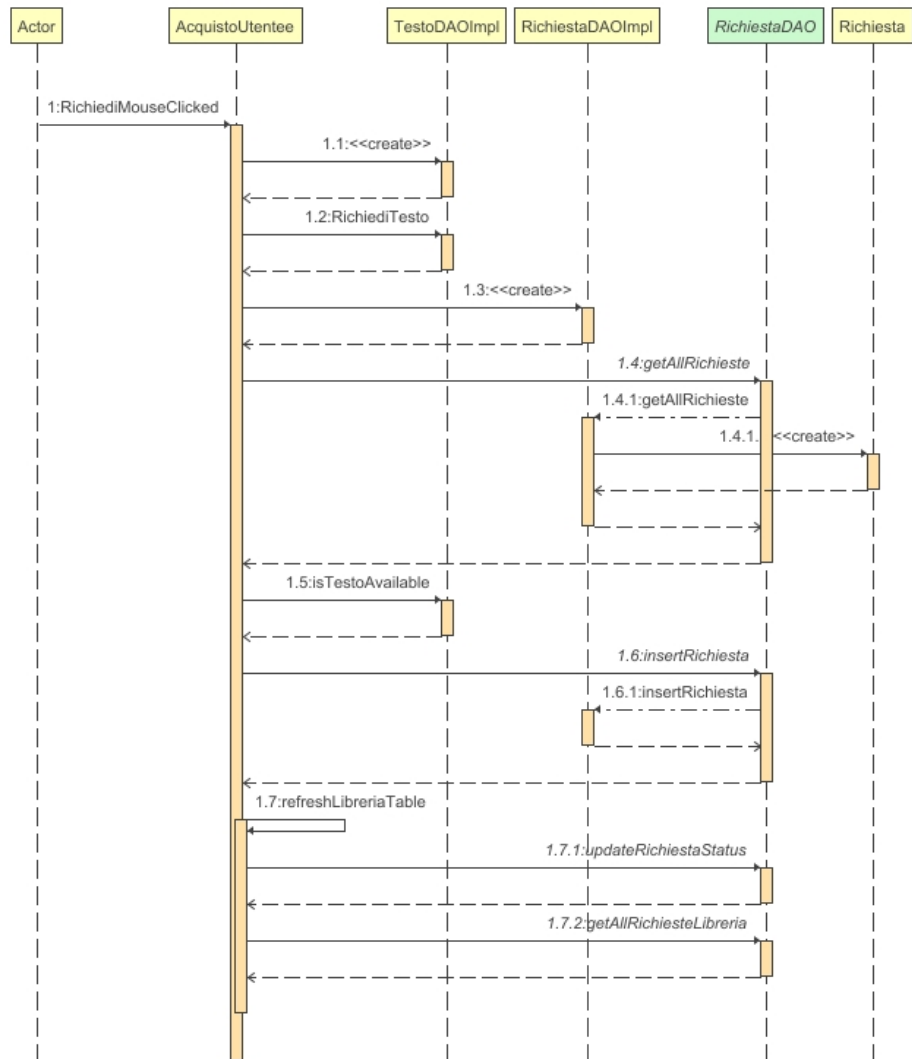 Actor
AcquistoUtentee
TestoDAOImpl
RichiestaDAOImpl
RichiestaDAO
Richiesta
1:RichiediMouseClicked
1.1:<<create>>
1.2:RichiediTesto
1.3:<<create>>
1.4:getAllRichieste
1.4.1:getAllRichieste
1.4.1. <<create>>
1.5:isTestoAvailable
1.6:insertRichiesta
1.6.1:insertRichiesta
1.7:refreshLibreriaTable
1.7.1:updateRichiestaStatus
1.7.2:getAllRichiesteLibreria